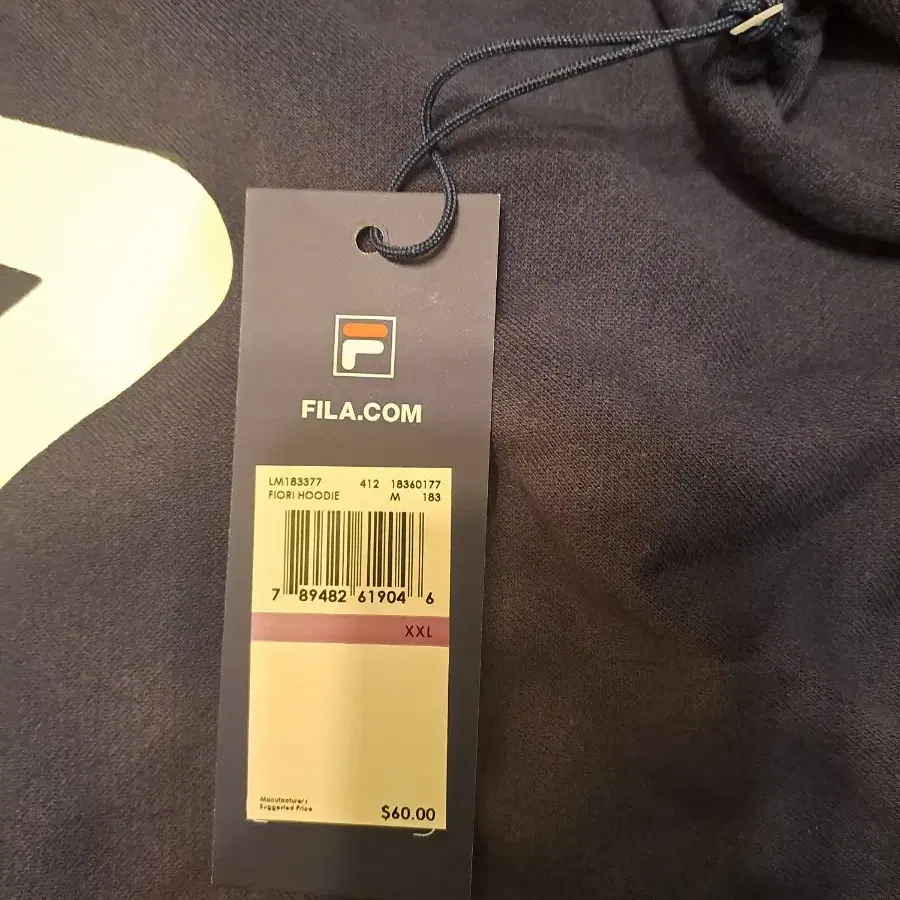 FILA.COM
LM183377 412 18360177
FIORI HOODIE M 183
7 89482 61904 6
XXL
Manufacturer's
Suggested Price
$60.00